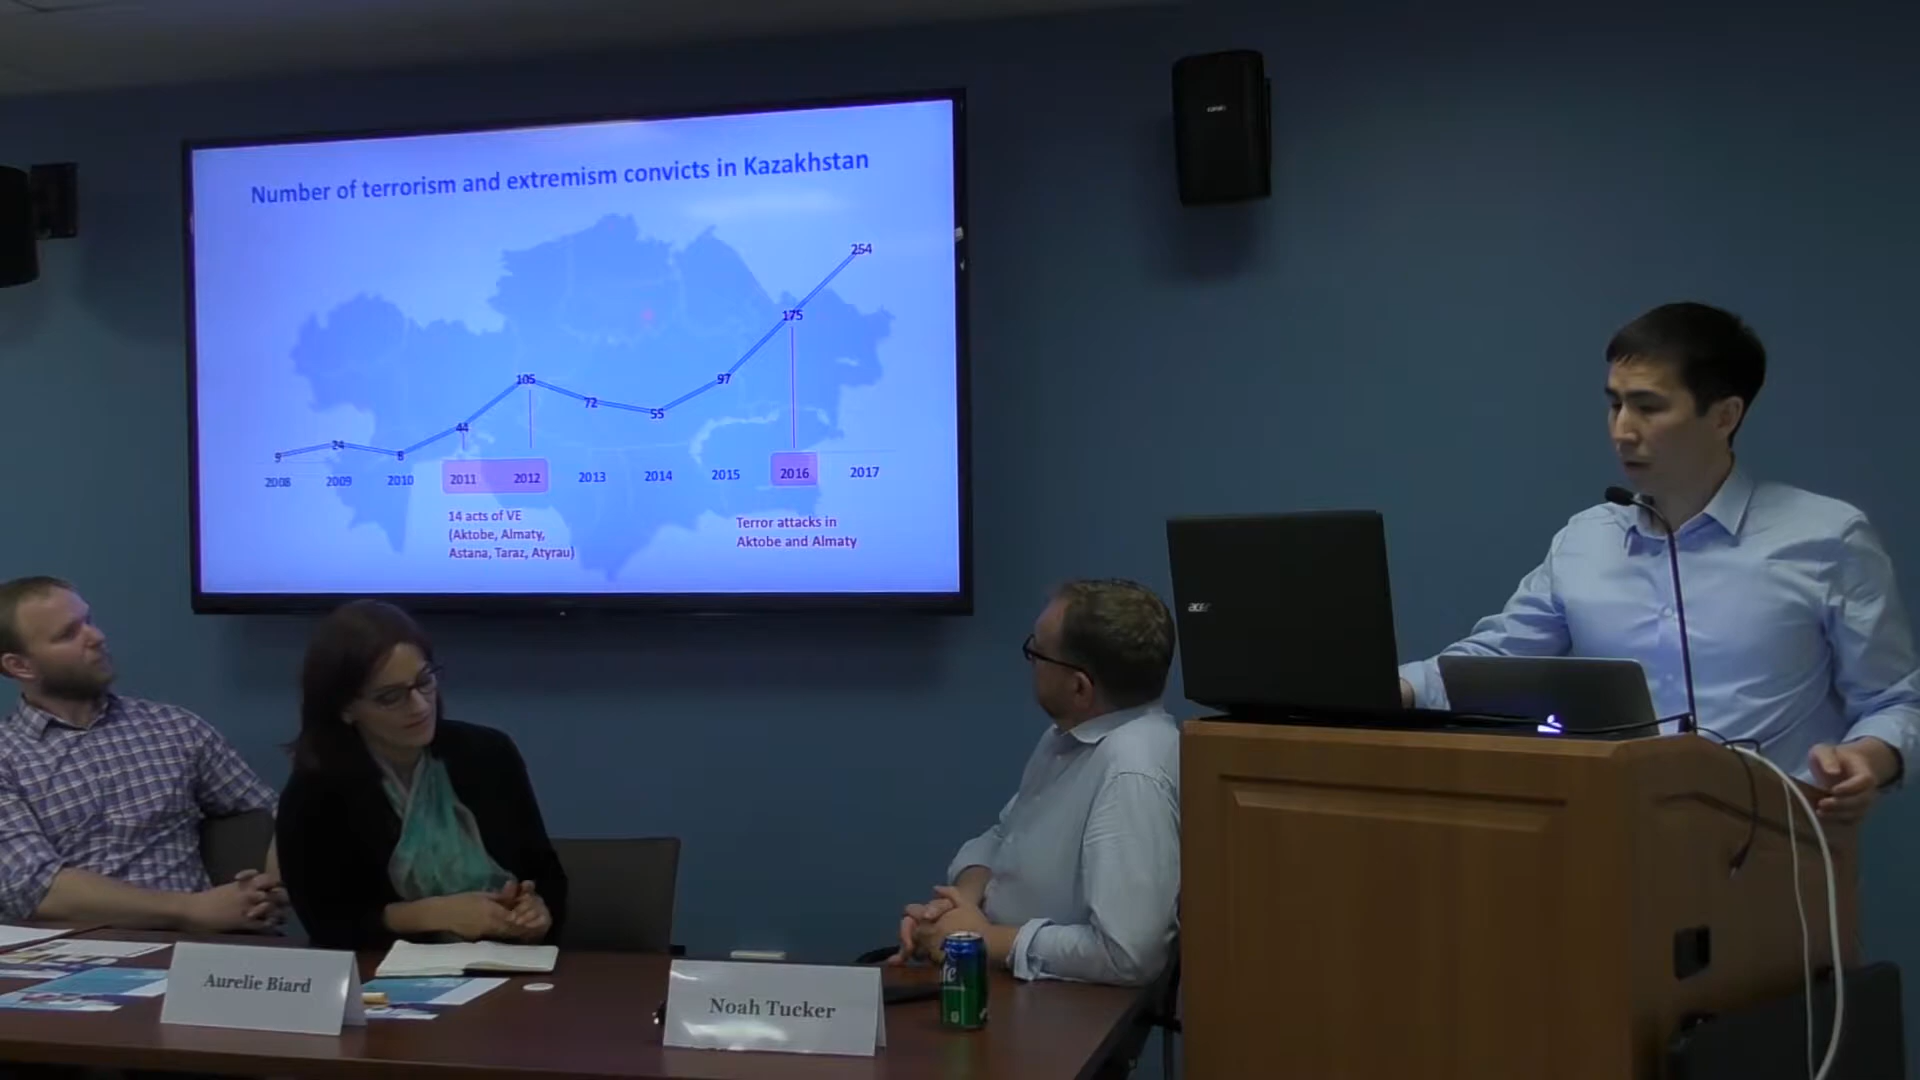 Number of terrorism and extremism convicts in Kazakhstan
254
175
105
97
72
55
44
24
9
8
2008 2009 2010 2011 2012 2013 2014 2015 2016 2017
14 acts of VE
(Aktobe, Almaty,
Astana, Taraz, Atyrau)
Terror attacks in
Aktobe and Almaty
acer
Aurelie Biard
Noah Tucker